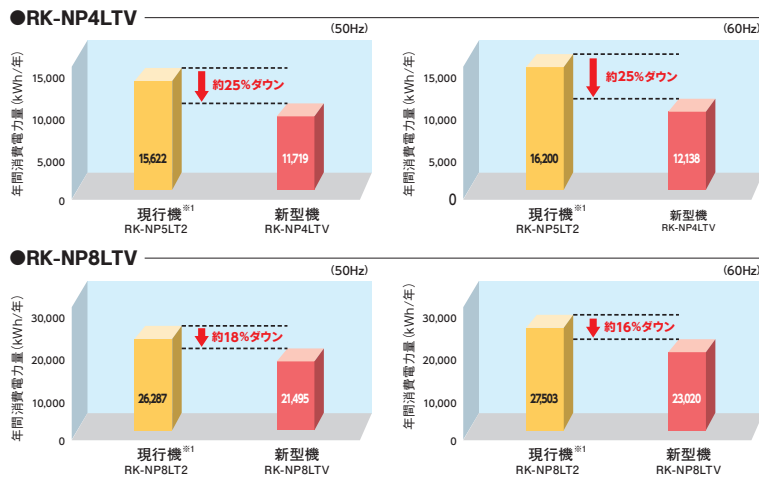 ●RK-NP4LTV
(50Hz)
年間消費電力量(kWh/年)
15,000
10,000
5,000
0
約25%ダウン
15,622
11,719
現行機※1
RK-NP5LT2
新型機
RK-NP4LTV
(60Hz)
年間消費電力量(kWh/年)
15,000
10,000
5,000
0
約25%ダウン
16,200
12,138
現行機※1
RK-NP5LT2
新型機
RK-NP4LTV
●RK-NP8LTV
(50Hz)
年間消費電力量(kWh/年)
30,000
20,000
10,000
0
約18%ダウン
26,287
21,495
現行機※1
RK-NP8LT2
新型機
RK-NP8LTV
(60Hz)
年間消費電力量(kWh/年)
30,000
20,000
10,000
0
約16%ダウン
27,503
23,020
現行機※1
RK-NP8LT2
新型機
RK-NP8LTV